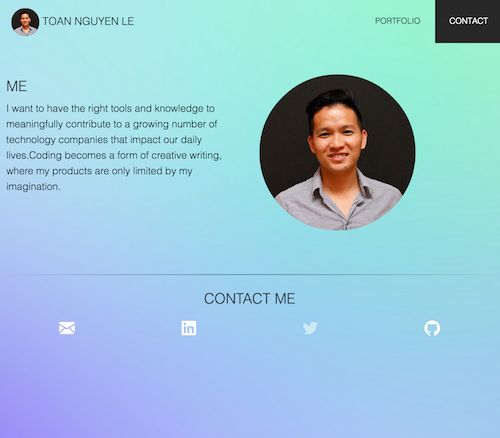 TOAN NGUYEN LE
PORTFOLIO
CONTACT
ME
I want to have the right tools and knowledge to
meaningfully contribute to a growing number of
technology companies that impact our daily
lives.Coding becomes a form of creative writing,
where my products are only limited by my
imagination.
CONTACT ME